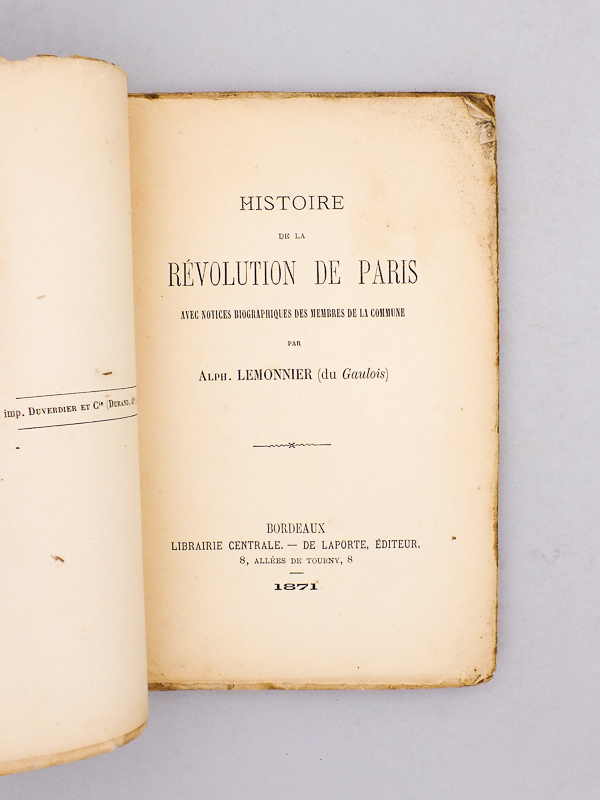 imp. DUVERDIER ET Cie (DURAND,
HISTOIRE
DE LA
RÉVOLUTION DE PARIS
AVEC NOTICES BIOGRAPHIQUES DES MEMBRES DE LA COMMUNE
PAR
ALPH. LEMONNIER (du Gaulois)
BORDEAUX
LIBRAIRIE CENTRALE. — DE LAPORTE, ÉDITEUR,
8, ALLÉES DE TOURNY, 8
1871